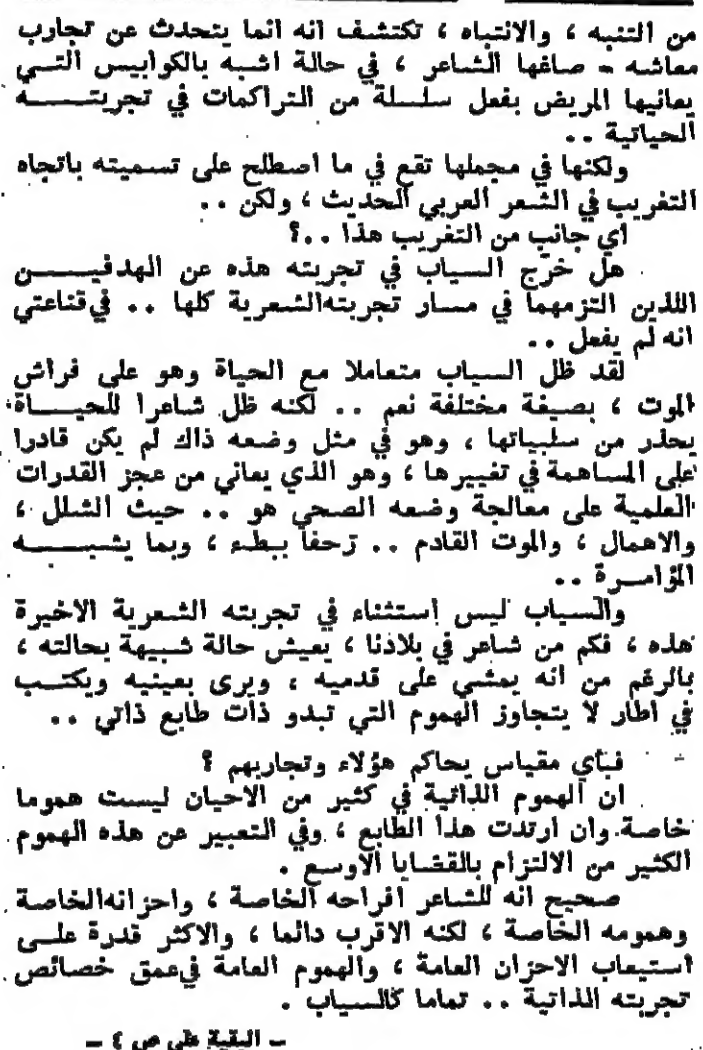 من التنبه ، والانتباه ، تكتشف انه انما يتحدث عن تجارب
معاشه - صاغها الشاعر ، في حالة اشبه بالكوابيس التـي
يعانيها المريض بفعل سلسلة من التراكمات في تجربتــــه
الحياتية ..
ولكنها في مجملها تقع في ما اصطلح على تسميته باتجاه
التغريب في الشعر العربي الحديث ، ولكن ..
اي جانب من التغريب هذا ..؟
هل خرج السياب في تجربته هذه عن الهدفيـــــن
اللذين التزمهما في مسار تجربته الشعرية كلها .. في قناعتي
انه لم يفعل ..
لقد ظل السياب متعاملا مع الحياة وهو على فراش
الموت ، بصيغة مختلفة نعم .. لكنه ظل شاعرا للحيــــاة
يحذر من سلبياتها ، وهو في مثل وضعه ذاك لم يكن قادرا
على المساهمة في تغييرها ، وهو الذي يعاني من عجز القدرات
العلمية على معالجة وضعه الصحي هو .. حيث الشلل ،
والاهمال ، والموت القادم .. زحفاً ببطء ، وبما يشبـــــه
المؤامـــرة ..
والسياب ليس إستثناء في تجربته الشعرية الاخيرة
هذه ، فكم من شاعر في بلادنا ، يعيش حالة شبيهة بحالته ،
بالرغم من انه يمشي على قدميه ، ويرى بعينيه ويكتــب
في اطار لا يتجاوز الهموم التي تبدو ذات طابع ذاتي ..
فبأي مقياس يحاكم هؤلاء وتجاربهم ؟
ان الهموم الذاتية في كثير من الاحيان ليست هموما
خاصة وان ارتدت هذا الطابع ، وفي التعبير عن هذه الهموم
الكثير من الالتزام بالقضايا الاوسع .
صحيح انه للشاعر افراحه الخاصة ، واحزانه الخاصة
وهمومه الخاصة ، لكنه الاقرب دائما ، والاكثر قدرة علــى
استيعاب الاحزان العامة ، والهموم العامة في عمق خصائص
تجربته الذاتية .. تماما كالسياب .
- البقية على ص ٤ -